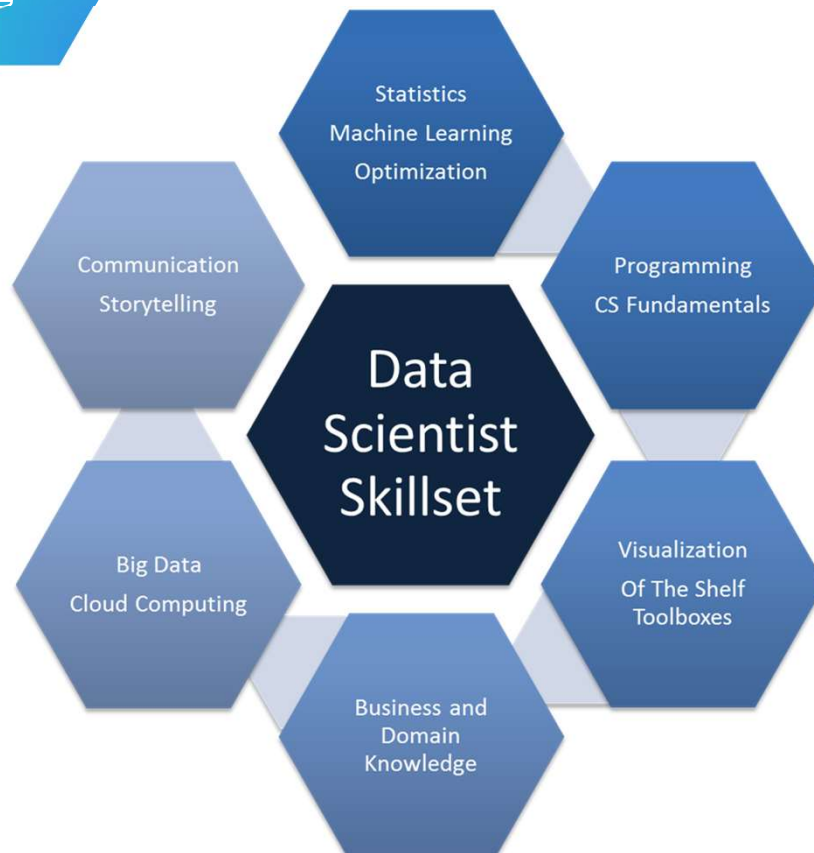 Statistics
Machine Learning
Optimization
Programming
CS Fundamentals
Visualization
Of The Shelf
Toolboxes
Business and
Domain
Knowledge
Big Data
Cloud Computing
Communication
Storytelling
Data
Scientist
Skillset